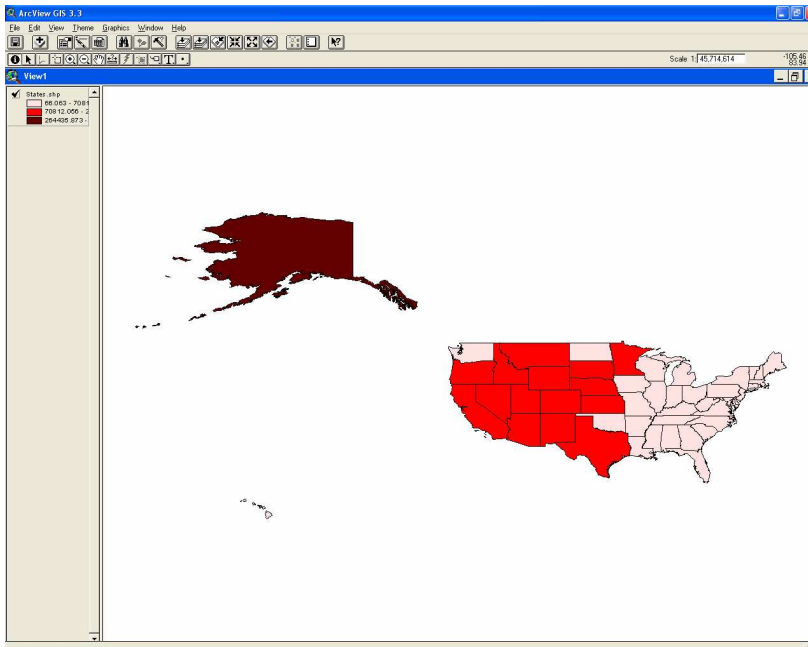 ArcView GIS 3.3
File Edit View Theme Graphics Window Help
Scale 1: 45,714,614
-105.46
83.94
View1
States.shp
66.063 - 7081
70812.056 - 2
264435.873 -